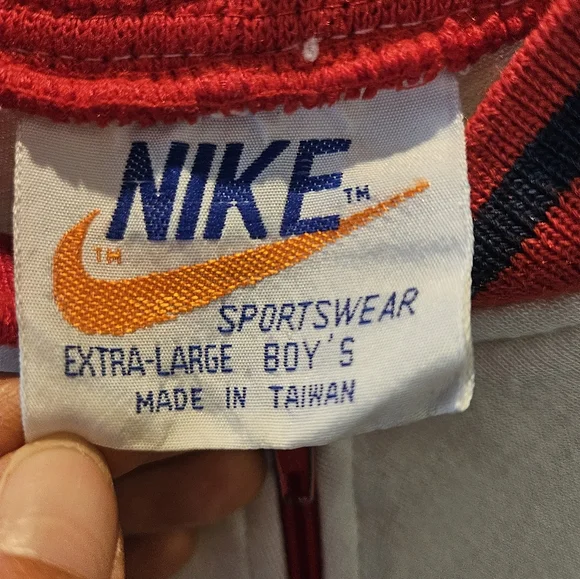 NIKE™
™
SPORTSWEAR
EXTRA-LARGE BOY'S
MADE IN TAIWAN